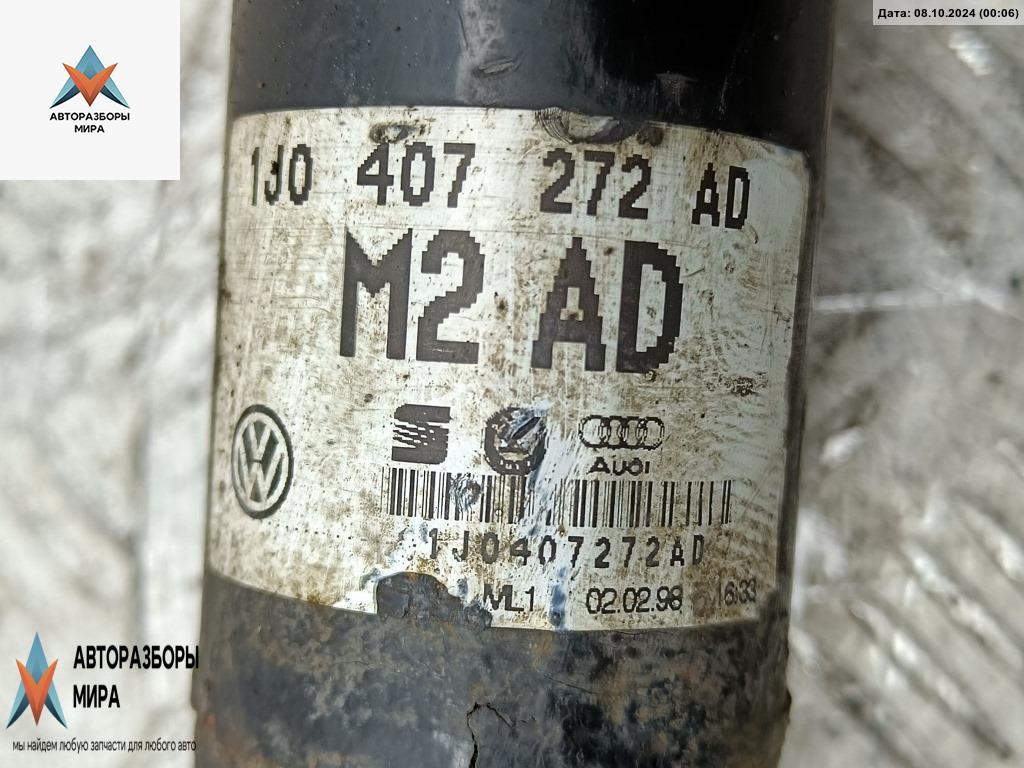 Дата: 08.10.2024 (00:06)
АВТОРАЗБОРЫ
МИРА
1J0 407 272 AD
M2 AD
Audi
1J0407272AD
ML1 02.02.98 16:33
АВТОРАЗБОРЫ
МИРА
мы найдем любую запчасти для любого авто